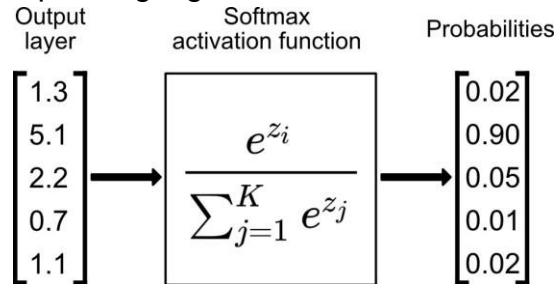 Output
layer
Softmax
activation function
Probabilities
1.3
5.1
2.2
0.7
1.1
e^{z_i}
∑_{j=1}^{K} e^{z_j}
0.02
0.90
0.05
0.01
0.02